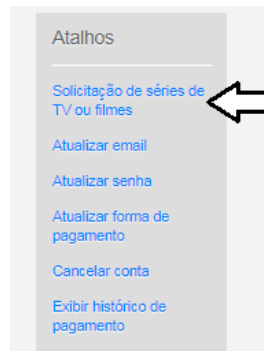 Atalhos
Solicitação de séries de
TV ou filmes
Atualizar email
Atualizar senha
Atualizar forma de
pagamento
Cancelar conta
Exibir histórico de
pagamento